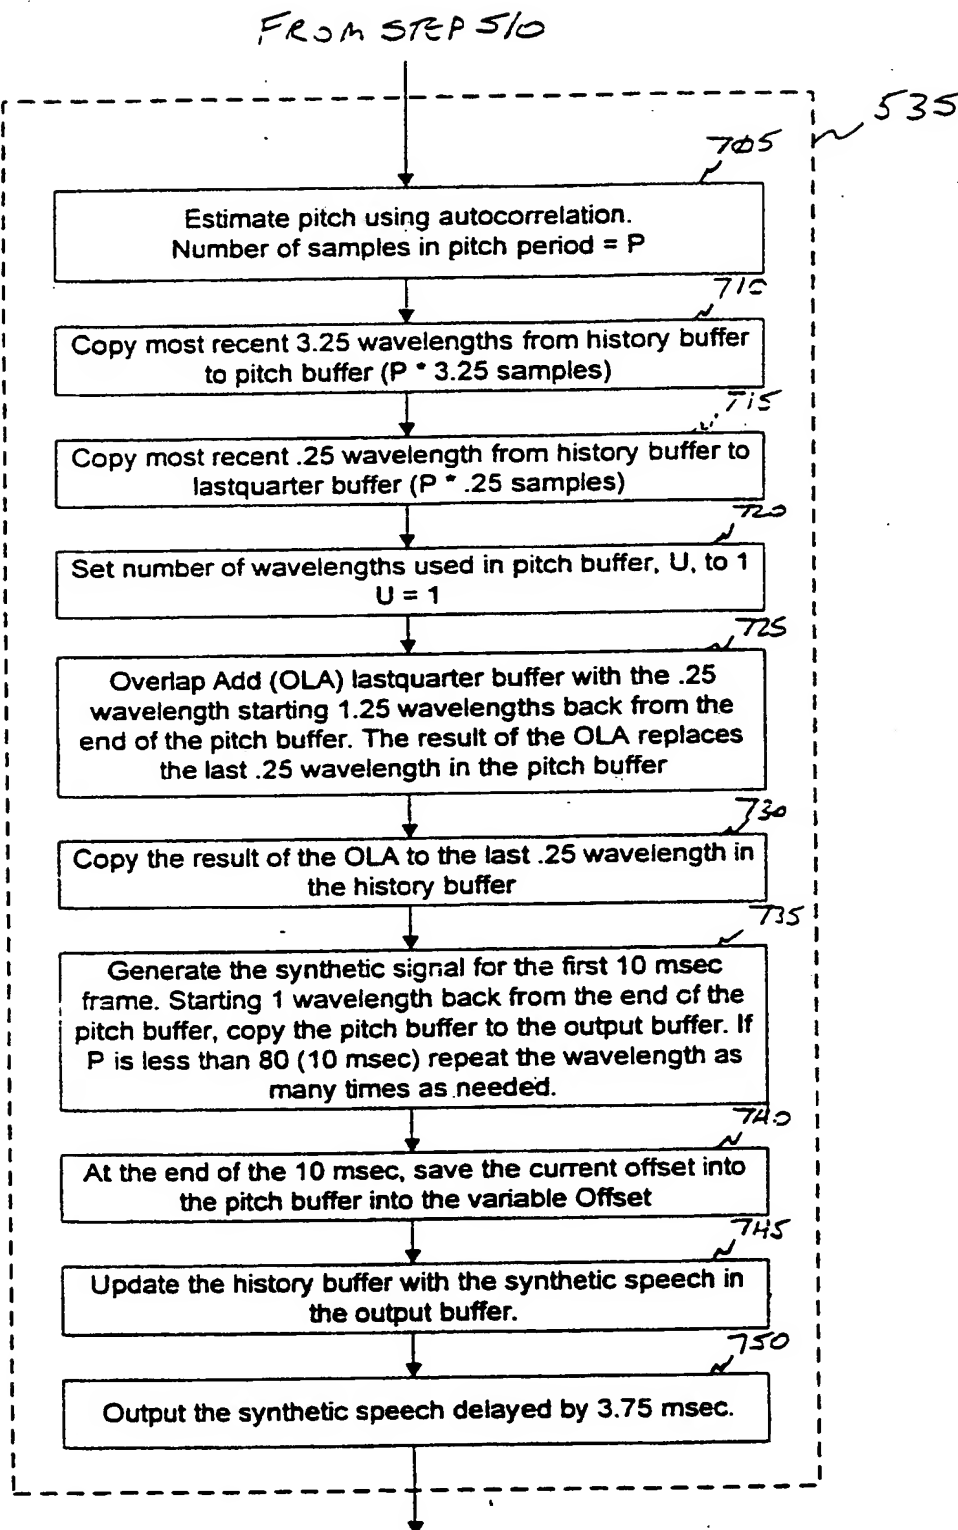 FROM STEP 510
535
705
Estimate pitch using autocorrelation.
Number of samples in pitch period = P
710
Copy most recent 3.25 wavelengths from history buffer
to pitch buffer (P * 3.25 samples)
715
Copy most recent .25 wavelength from history buffer to
lastquarter buffer (P * .25 samples)
720
Set number of wavelengths used in pitch buffer, U, to 1
U = 1
725
Overlap Add (OLA) lastquarter buffer with the .25
wavelength starting 1.25 wavelengths back from the
end of the pitch buffer. The result of the OLA replaces
the last .25 wavelength in the pitch buffer
730
Copy the result of the OLA to the last .25 wavelength in
the history buffer
735
Generate the synthetic signal for the first 10 msec
frame. Starting 1 wavelength back from the end of the
pitch buffer, copy the pitch buffer to the output buffer. If
P is less than 80 (10 msec) repeat the wavelength as
many times as needed.
740
At the end of the 10 msec, save the current offset into
the pitch buffer into the variable Offset
745
Update the history buffer with the synthetic speech in
the output buffer.
750
Output the synthetic speech delayed by 3.75 msec.